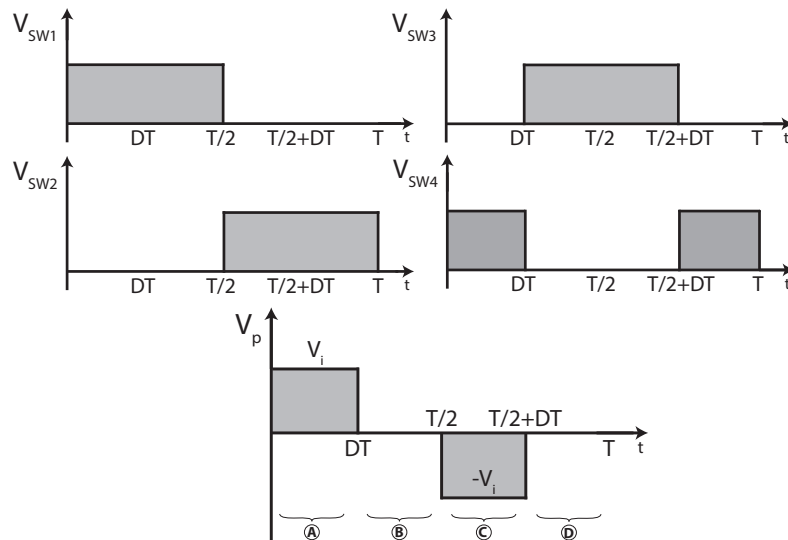 V_SW1
DT T/2 T/2+DT T t
V_SW3
DT T/2 T/2+DT T t
V_SW2
DT T/2 T/2+DT T t
V_SW4
DT T/2 T/2+DT T t
V_p
V_i
T/2 T/2+DT
DT T t
-V_i
A B C D